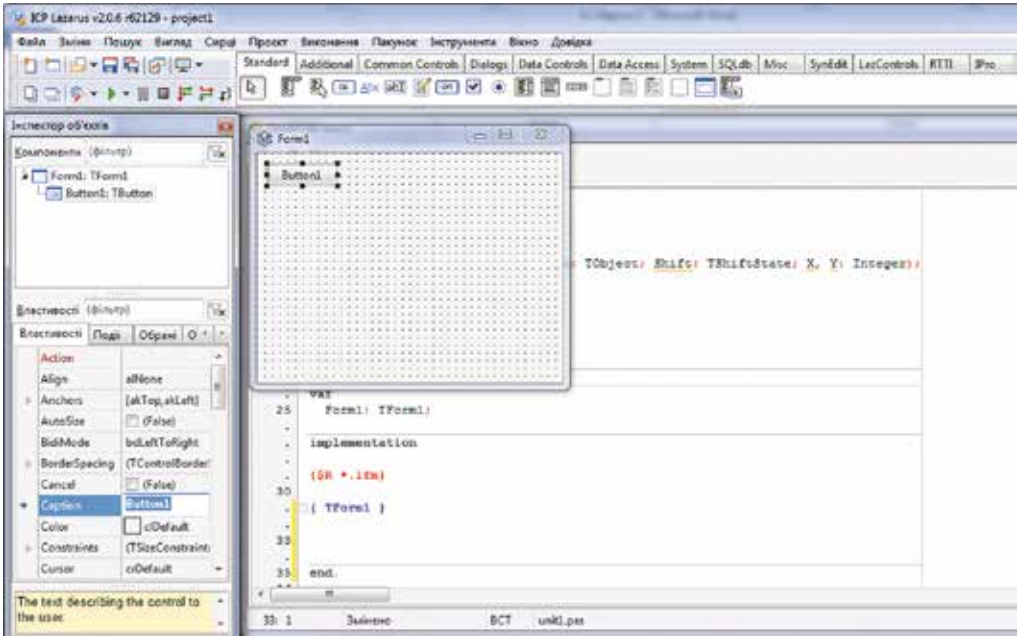 ІСР Lazarus v2.0.6 r62129 - project1
Файл Зміни Пошук Вигляд Сирці Проект Виконання Пакунок Інструменти Вікно Довідка
Standard Additional Common Controls Dialogs Data Controls Data Access System SQLdb Misc SynEdit LazControls RTTI IPro
Інспектор об'єктів
Компоненти (фільтр)
Form1: TForm1
Button1: TButton
Властивості (фільтр)
Властивості Події Обрані О
Action
Align alNone
Anchors [akTop,akLeft]
AutoSize (False)
BidiMode bdLeftToRight
BorderSpacing (TControlBorder
Cancel (False)
Caption Button1
Color clDefault
Constraints (TSizeConstraint
Cursor crDefault
The text describing the control to
the user.
Form1
Button1
TObject; Shift: TShiftState; X, Y: Integer);
var
25 Form1: TForm1;
implementation
{$R *.lfm}
30
{ TForm1 }
33
35 end.
33: 1 Змінено ВСТ unit1.pas